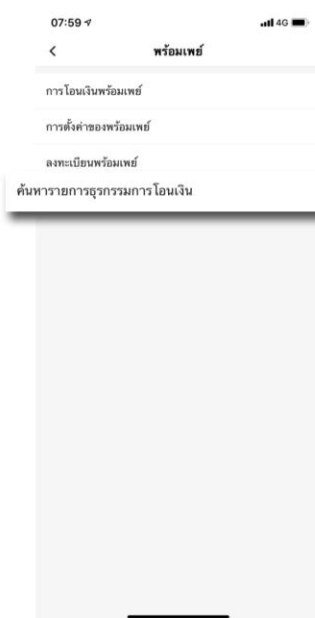 07:59 4G
พร้อมเพย์
การโอนเงินพร้อมเพย์
การตั้งค่าของพร้อมเพย์
ลงทะเบียนพร้อมเพย์
ค้นหารายการธุรกรรมการโอนเงิน